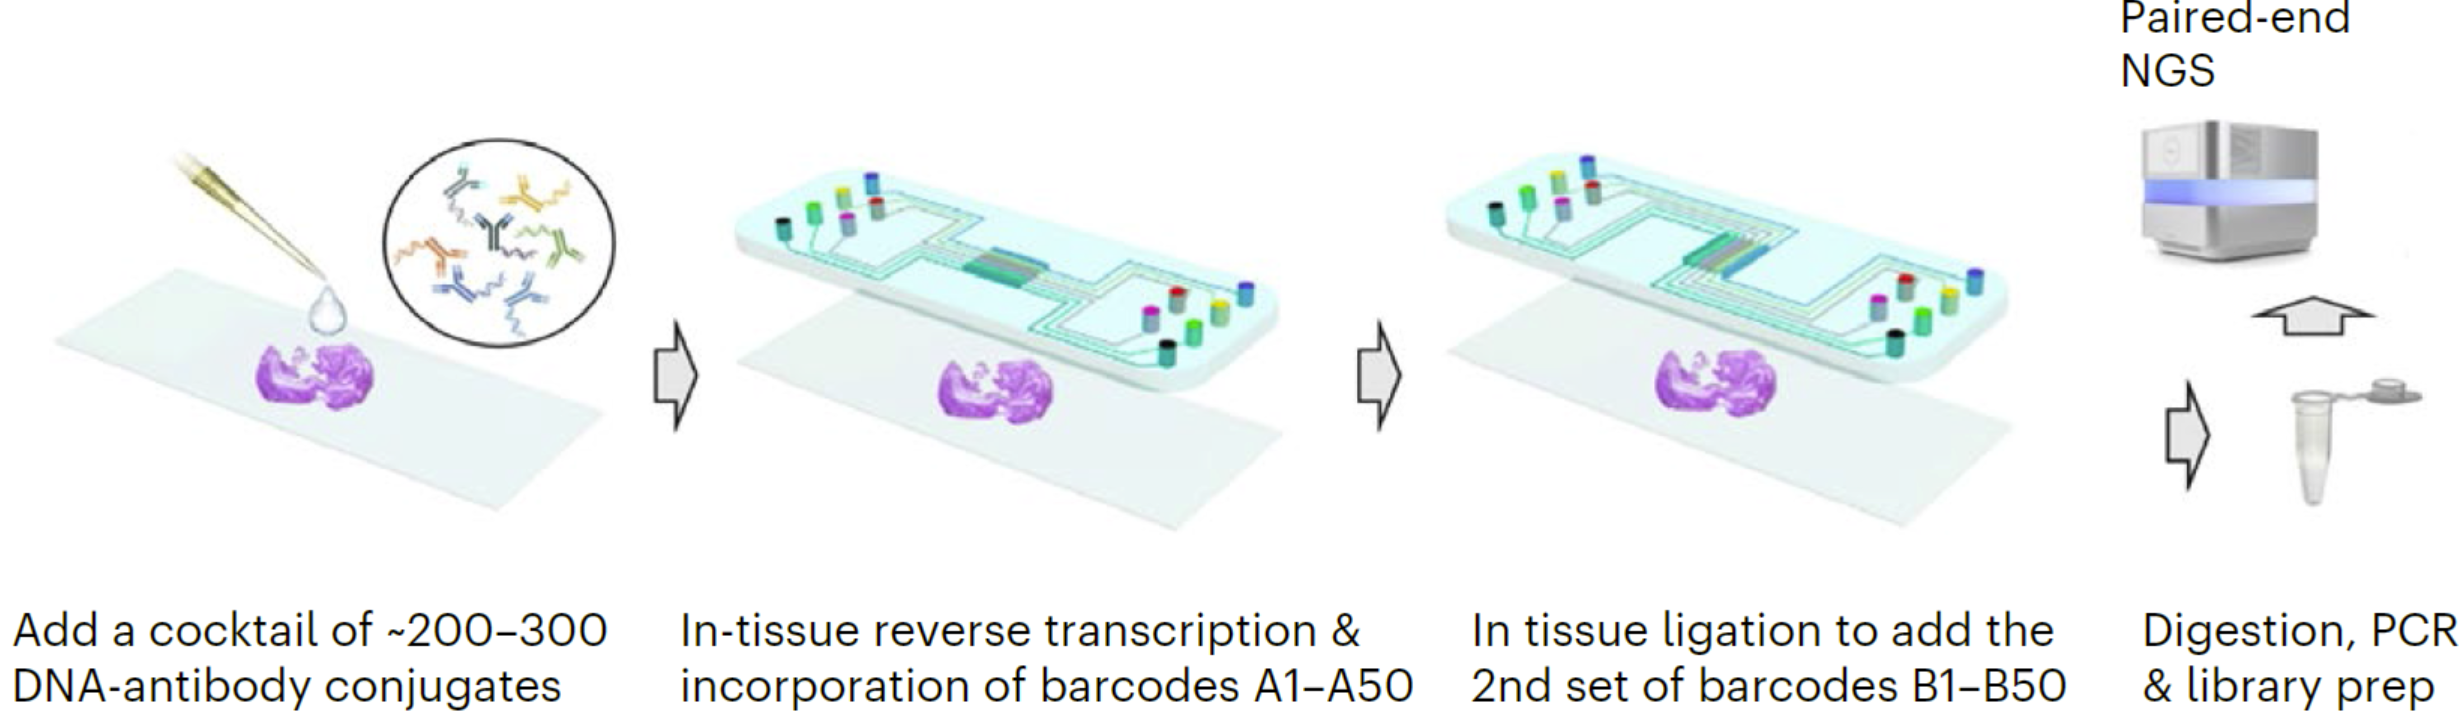 Paired-end
NGS
Add a cocktail of ~200–300
DNA-antibody conjugates
In-tissue reverse transcription &
incorporation of barcodes A1–A50
In tissue ligation to add the
2nd set of barcodes B1–B50
Digestion, PCR
& library prep